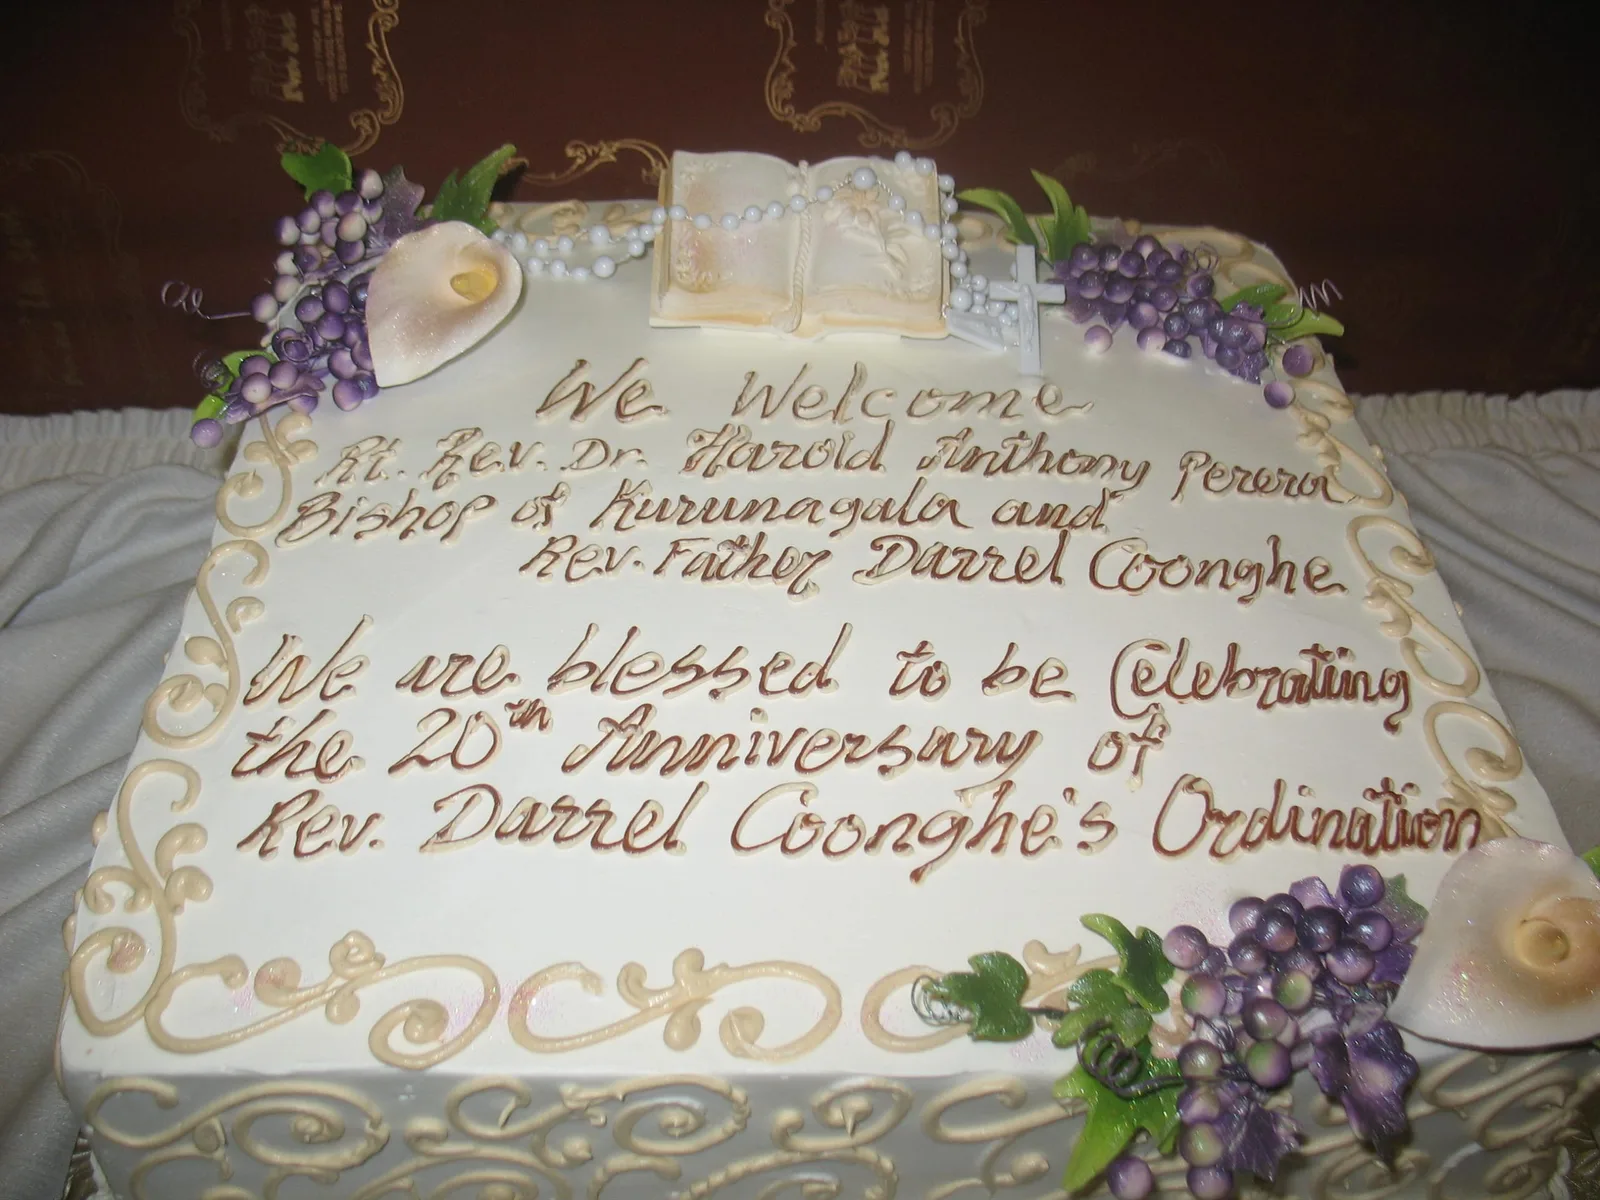 We Welcome
Rt. Rev. Dr. Harold Anthony Perera
Bishop of Kurunagala and
Rev. Father Darrel Coonghe
We are blessed to be Celebrating
the 20th Anniversary of
Rev. Darrel Coonghe's Ordination